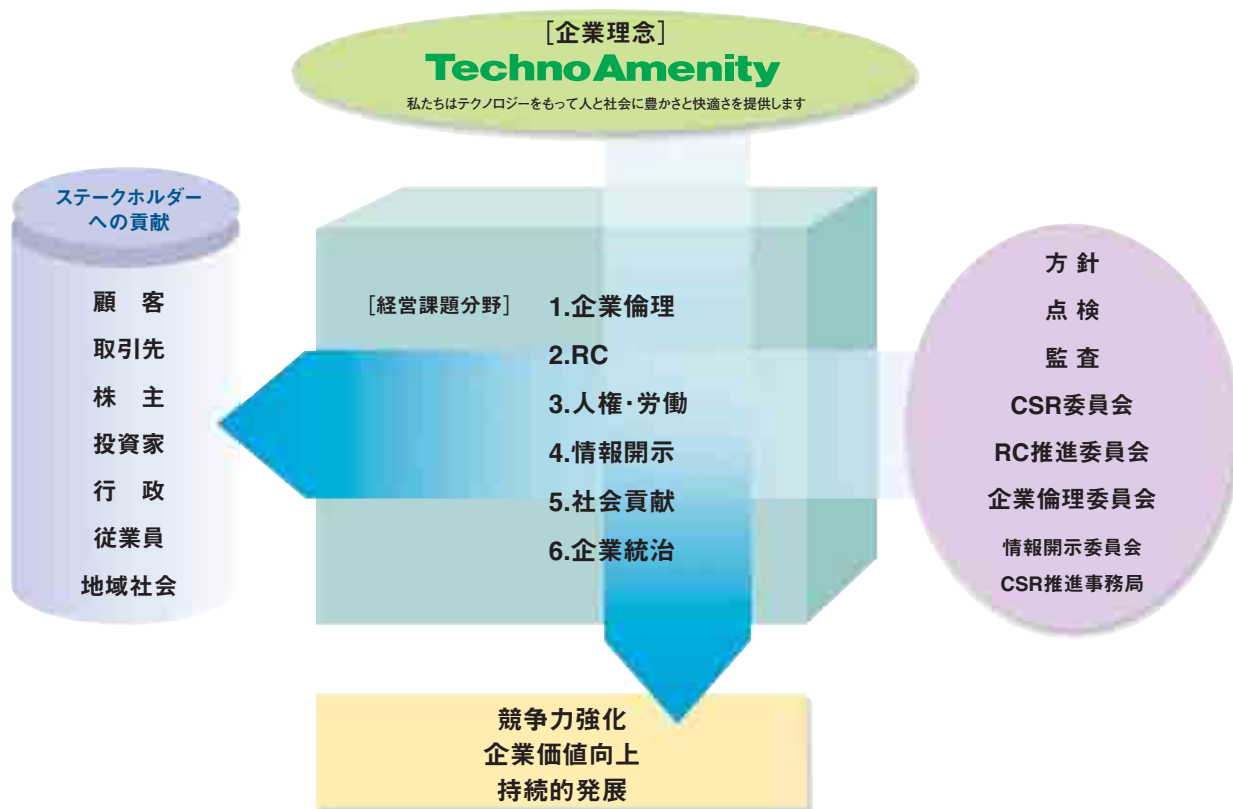 [企業理念]
TechnoAmenity
私たちはテクノロジーをもって人と社会に豊かさと快適さを提供します
ステークホルダー
への貢献
顧　客
取引先
株　主
投資家
行　政
従業員
地域社会
[経営課題分野]
1.企業倫理
2.RC
3.人権・労働
4.情報開示
5.社会貢献
6.企業統治
方 針
点 検
監 査
CSR委員会
RC推進委員会
企業倫理委員会
情報開示委員会
CSR推進事務局
競争力強化
企業価値向上
持続的発展